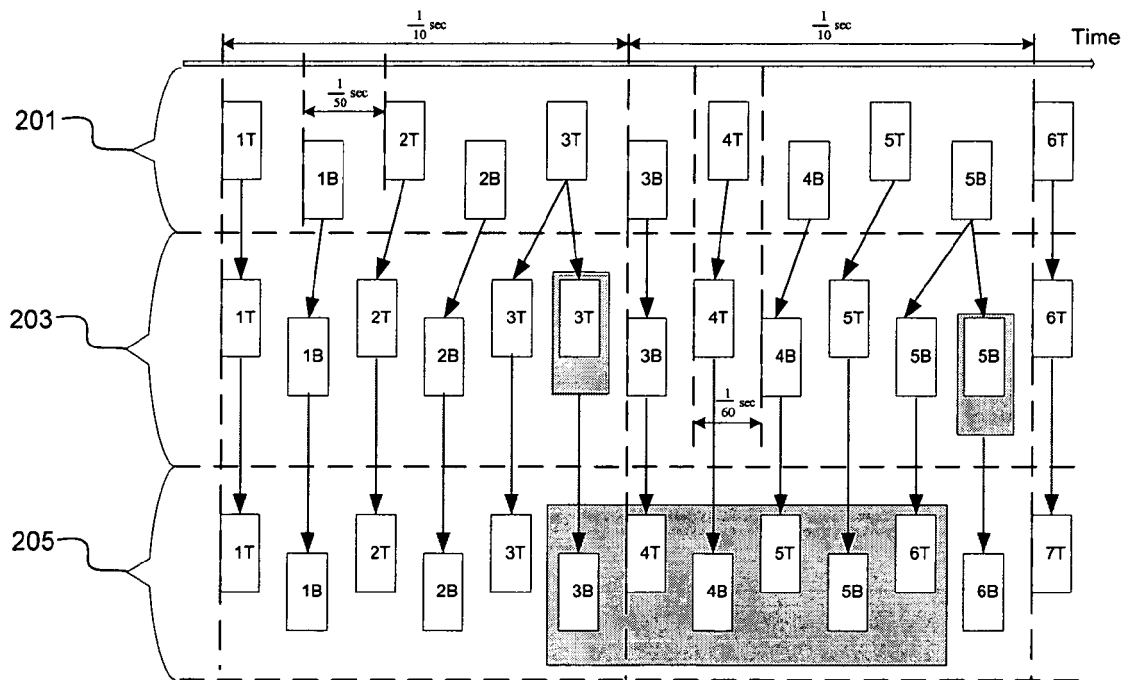 1/10 sec 1/10 sec
Time
1/50 sec
201
1T 2T 3T 4T 5T 6T
1B 2B 3B 4B 5B
203
1T 2T 3T 3T 4T 5T 6T
1B 2B 3B 4B 5B 5B
1/60 sec
205
1T 2T 3T 4T 5T 6T 7T
1B 2B 3B 4B 5B 6B